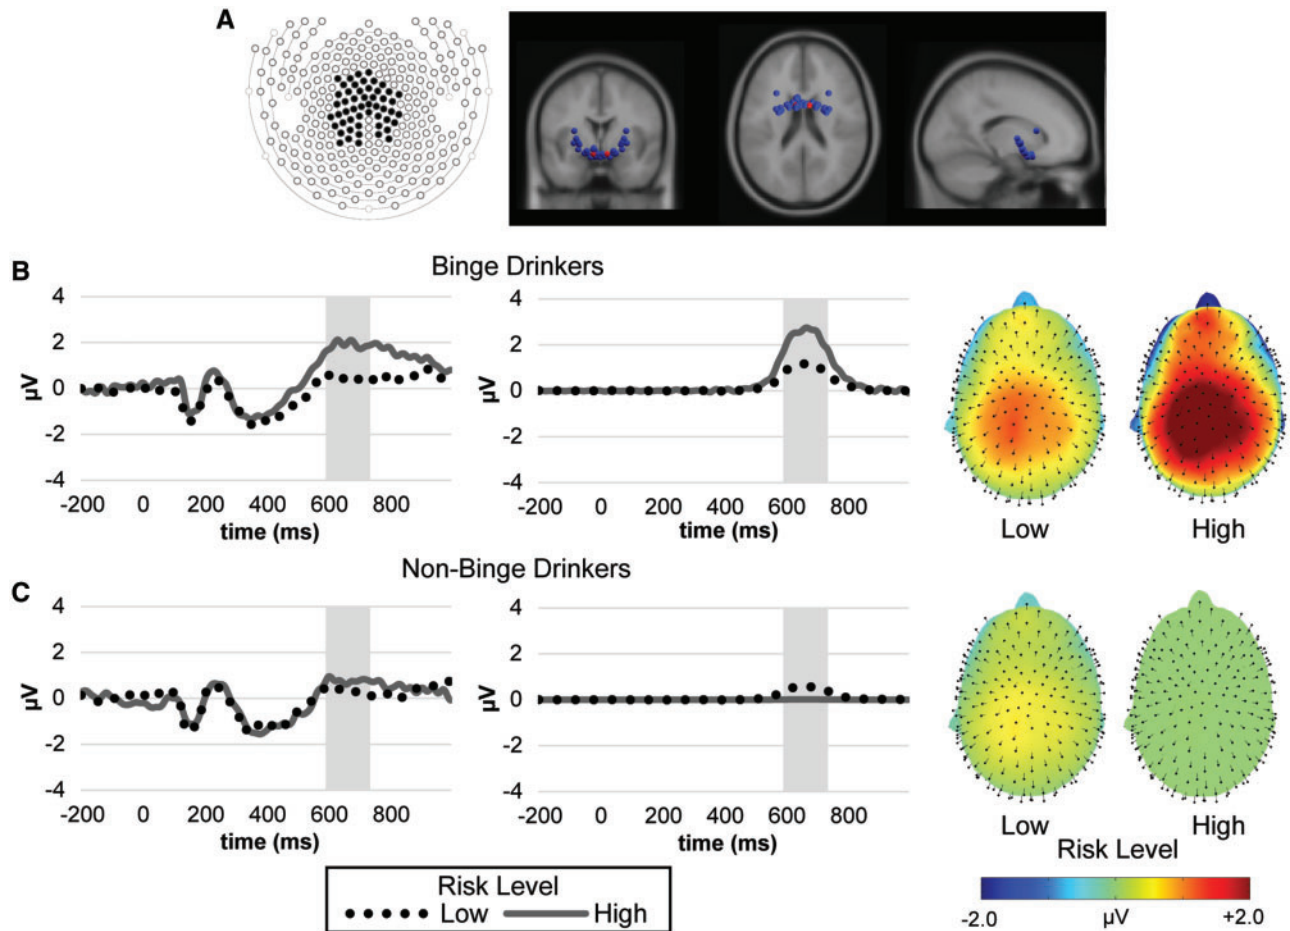 A
B
Binge Drinkers
4
2
0
-2
-4
µV
-200 0 200 400 600 800
time (ms)
4
2
0
-2
-4
µV
-200 0 200 400 600 800
time (ms)
Low High
Non-Binge Drinkers
C
4
2
0
-2
-4
µV
-200 0 200 400 600 800
time (ms)
4
2
0
-2
-4
µV
-200 0 200 400 600 800
time (ms)
Low High
Risk Level
Low High
Risk Level
-2.0 µV +2.0